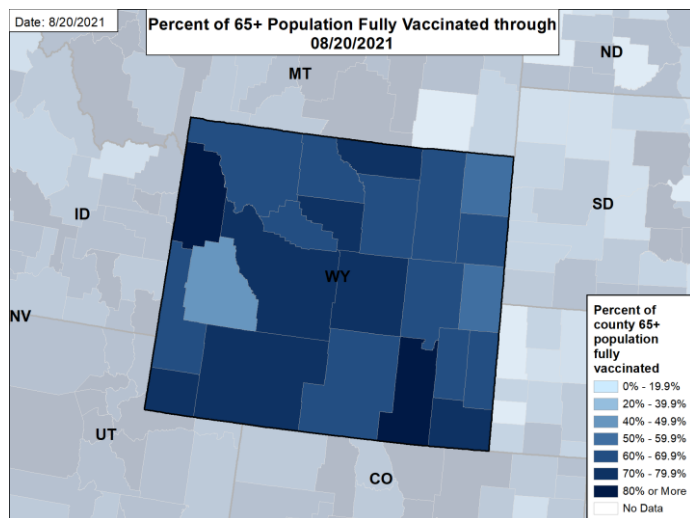 Date: 8/20/2021
Percent of 65+ Population Fully Vaccinated through
08/20/2021
MT
ND
ID
SD
WY
NV
UT
CO
Percent of
county 65+
population
fully
vaccinated
0% - 19.9%
20% - 39.9%
40% - 49.9%
50% - 59.9%
60% - 69.9%
70% - 79.9%
80% or More
No Data